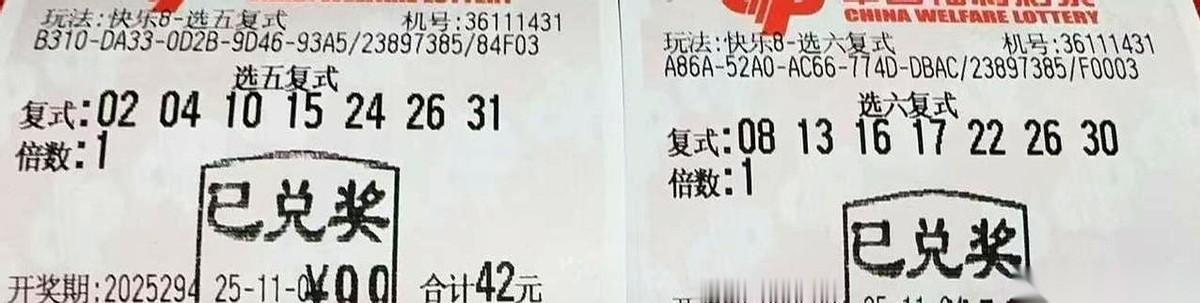 玩法:快乐8-选五复式 机号:36111431
B310-DA33-0D2B-9D46-93A5/23897385/84F03
选五复式
复式:02 04 10 15 24 26 31
倍数:1
已兑奖
开奖期:2025294 25-11-0 ¥00 合计42元
CHINA WELFARE LOTTERY
玩法:快乐8-选六复式 机号:36111431
A86A-52A0-AC66-774D-DBAC/23897385/F0003
选六复式
复式:08 13 16 17 22 26 30
倍数:1
已兑奖